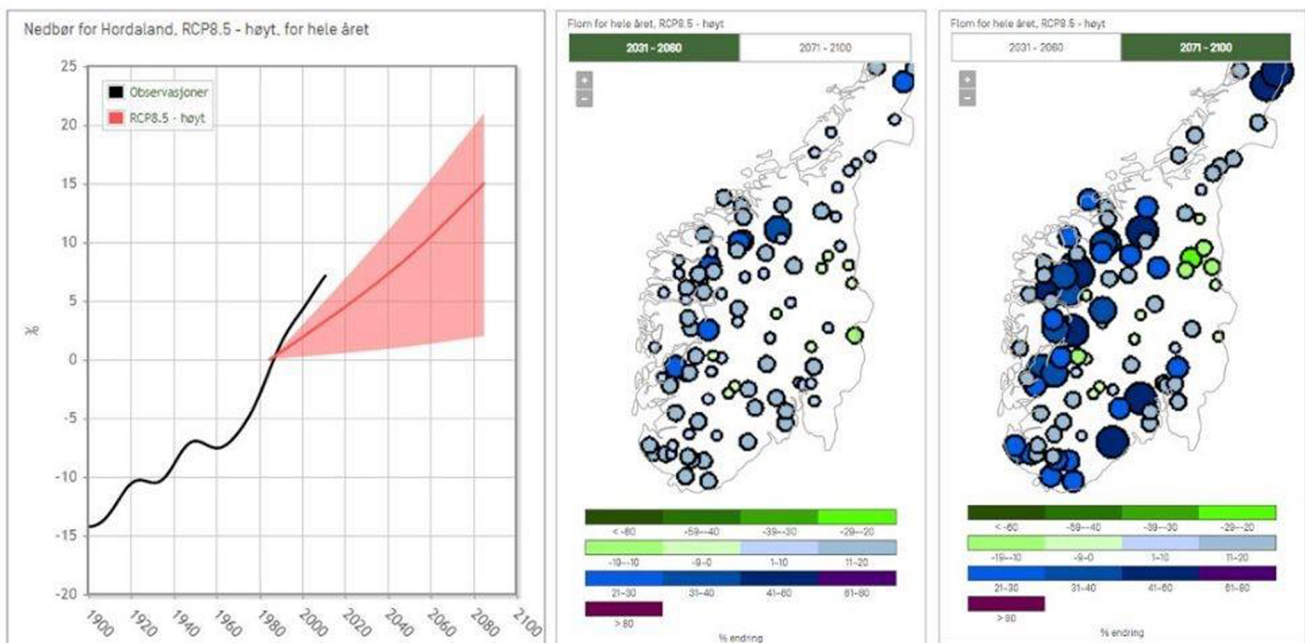 Nedbør for Hordaland, RCP8.5 - høyt, for hele året
25
20
15
10
5
0
-5
-10
-15
-20
%
Observasjoner
RCP8.5 - høyt
1900 1920 1940 1960 1980 2000 2020 2040 2060 2080 2100
Flom for hele året, RCP8.5 - høyt
2031 - 2060 2071 - 2100
+
−
< -60 -59--40 -39--30 -29--20
-19--10 -9-0 1-10 11-20
21-30 31-40 41-60 61-80
> 80
% endring
Flom for hele året, RCP8.5 - høyt
2031 - 2060 2071 - 2100
+
−
< -60 -59--40 -39--30 -29--20
-19--10 -9-0 1-10 11-20
21-30 31-40 41-60 61-80
> 80
% endring